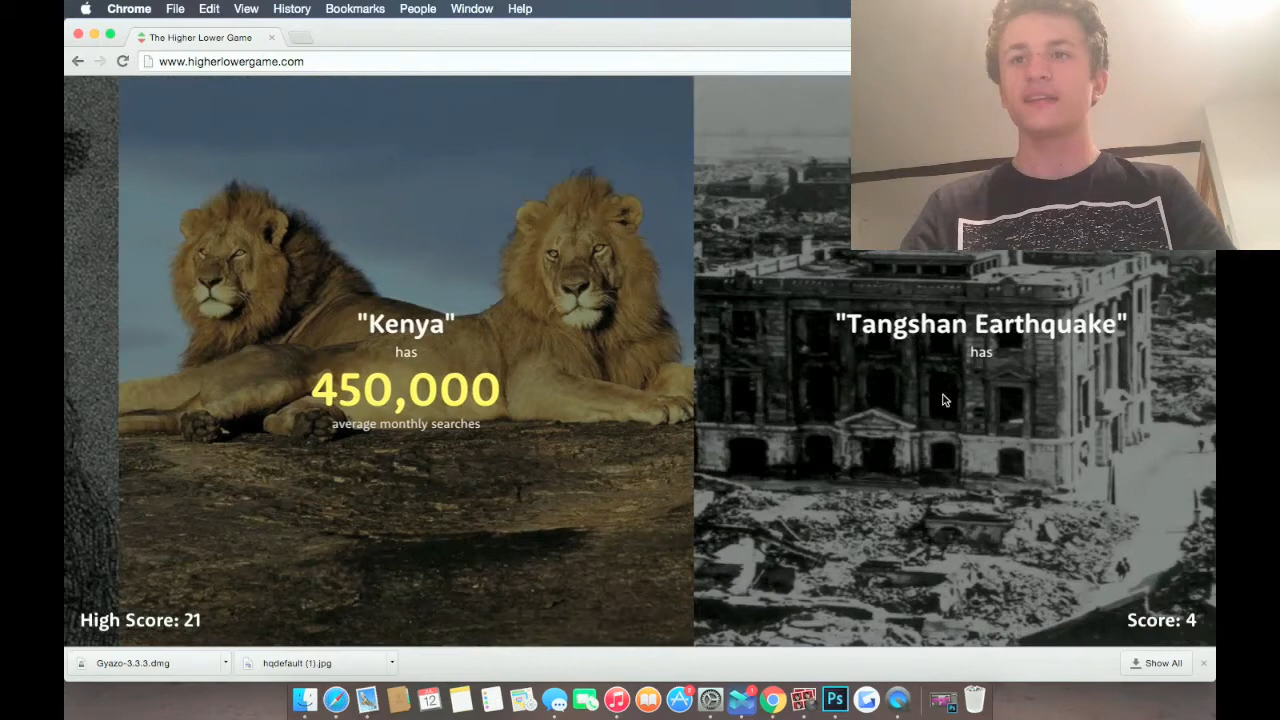 Chrome File Edit View History Bookmarks People Window Help
The Higher Lower Game
www.higherlowergame.com
"Kenya"
has
450,000
average monthly searches
"Tangshan Earthquake"
has
High Score: 21
Score: 4
Gyazo-3.3.3.dmg
hqdefault (1).jpg
Show All
12
Ps